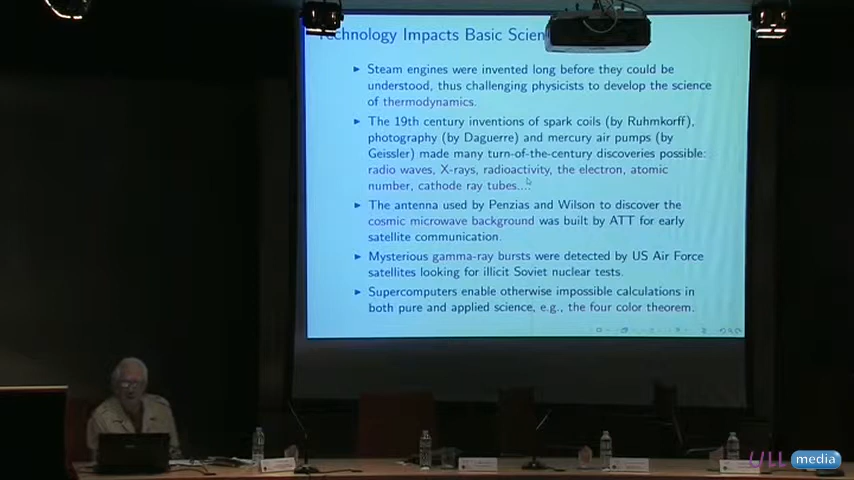 Technology Impacts Basic Scien
► Steam engines were invented long before they could be
understood, thus challenging physicists to develop the science
of thermodynamics.
► The 19th century inventions of spark coils (by Ruhmkorff),
photography (by Daguerre) and mercury air pumps (by
Geissler) made many turn-of-the-century discoveries possible:
radio waves, X-rays, radioactivity, the electron, atomic
number, cathode ray tubes....
► The antenna used by Penzias and Wilson to discover the
cosmic microwave background was built by ATT for early
satellite communication.
► Mysterious gamma-ray bursts were detected by US Air Force
satellites looking for illicit Soviet nuclear tests.
► Supercomputers enable otherwise impossible calculations in
both pure and applied science, e.g., the four color theorem.
ULL media